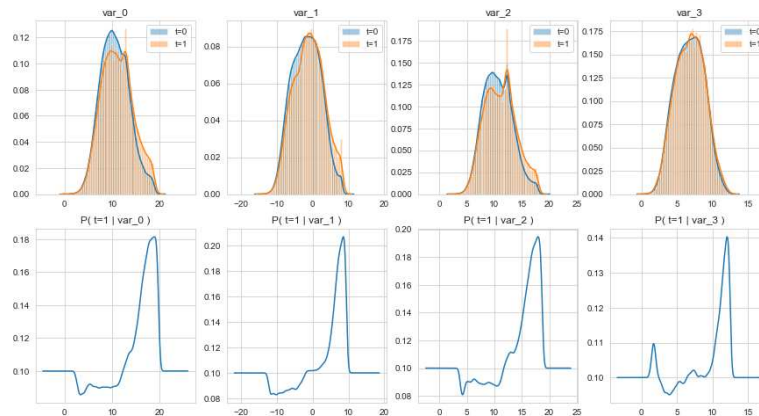 var_0 var_1 var_2 var_3
t=0 t=0 t=0 t=0
t=1 t=1 t=1 t=1
0.12 0.08 0.175 0.175
0.10 0.06 0.150 0.150
0.08 0.04 0.125 0.125
0.06 0.02 0.100 0.100
0.04 0.00 0.075 0.075
0.02 0.050 0.050
0.00 0.025 0.025
0.000 0.000
0 10 20 -20 -10 0 10 20 0 5 10 15 20 25 0 5 10 15
P( t=1 | var_0 ) P( t=1 | var_1 ) P( t=1 | var_2 ) P( t=1 | var_3 )
0.18 0.20 0.20 0.14
0.16 0.18 0.18 0.13
0.14 0.16 0.16 0.12
0.12 0.14 0.14 0.11
0.10 0.12 0.12 0.10
0.10 0.10
0.08 0.08
0 10 20 -20 -10 0 10 20 0 5 10 15 20 25 0 5 10 15